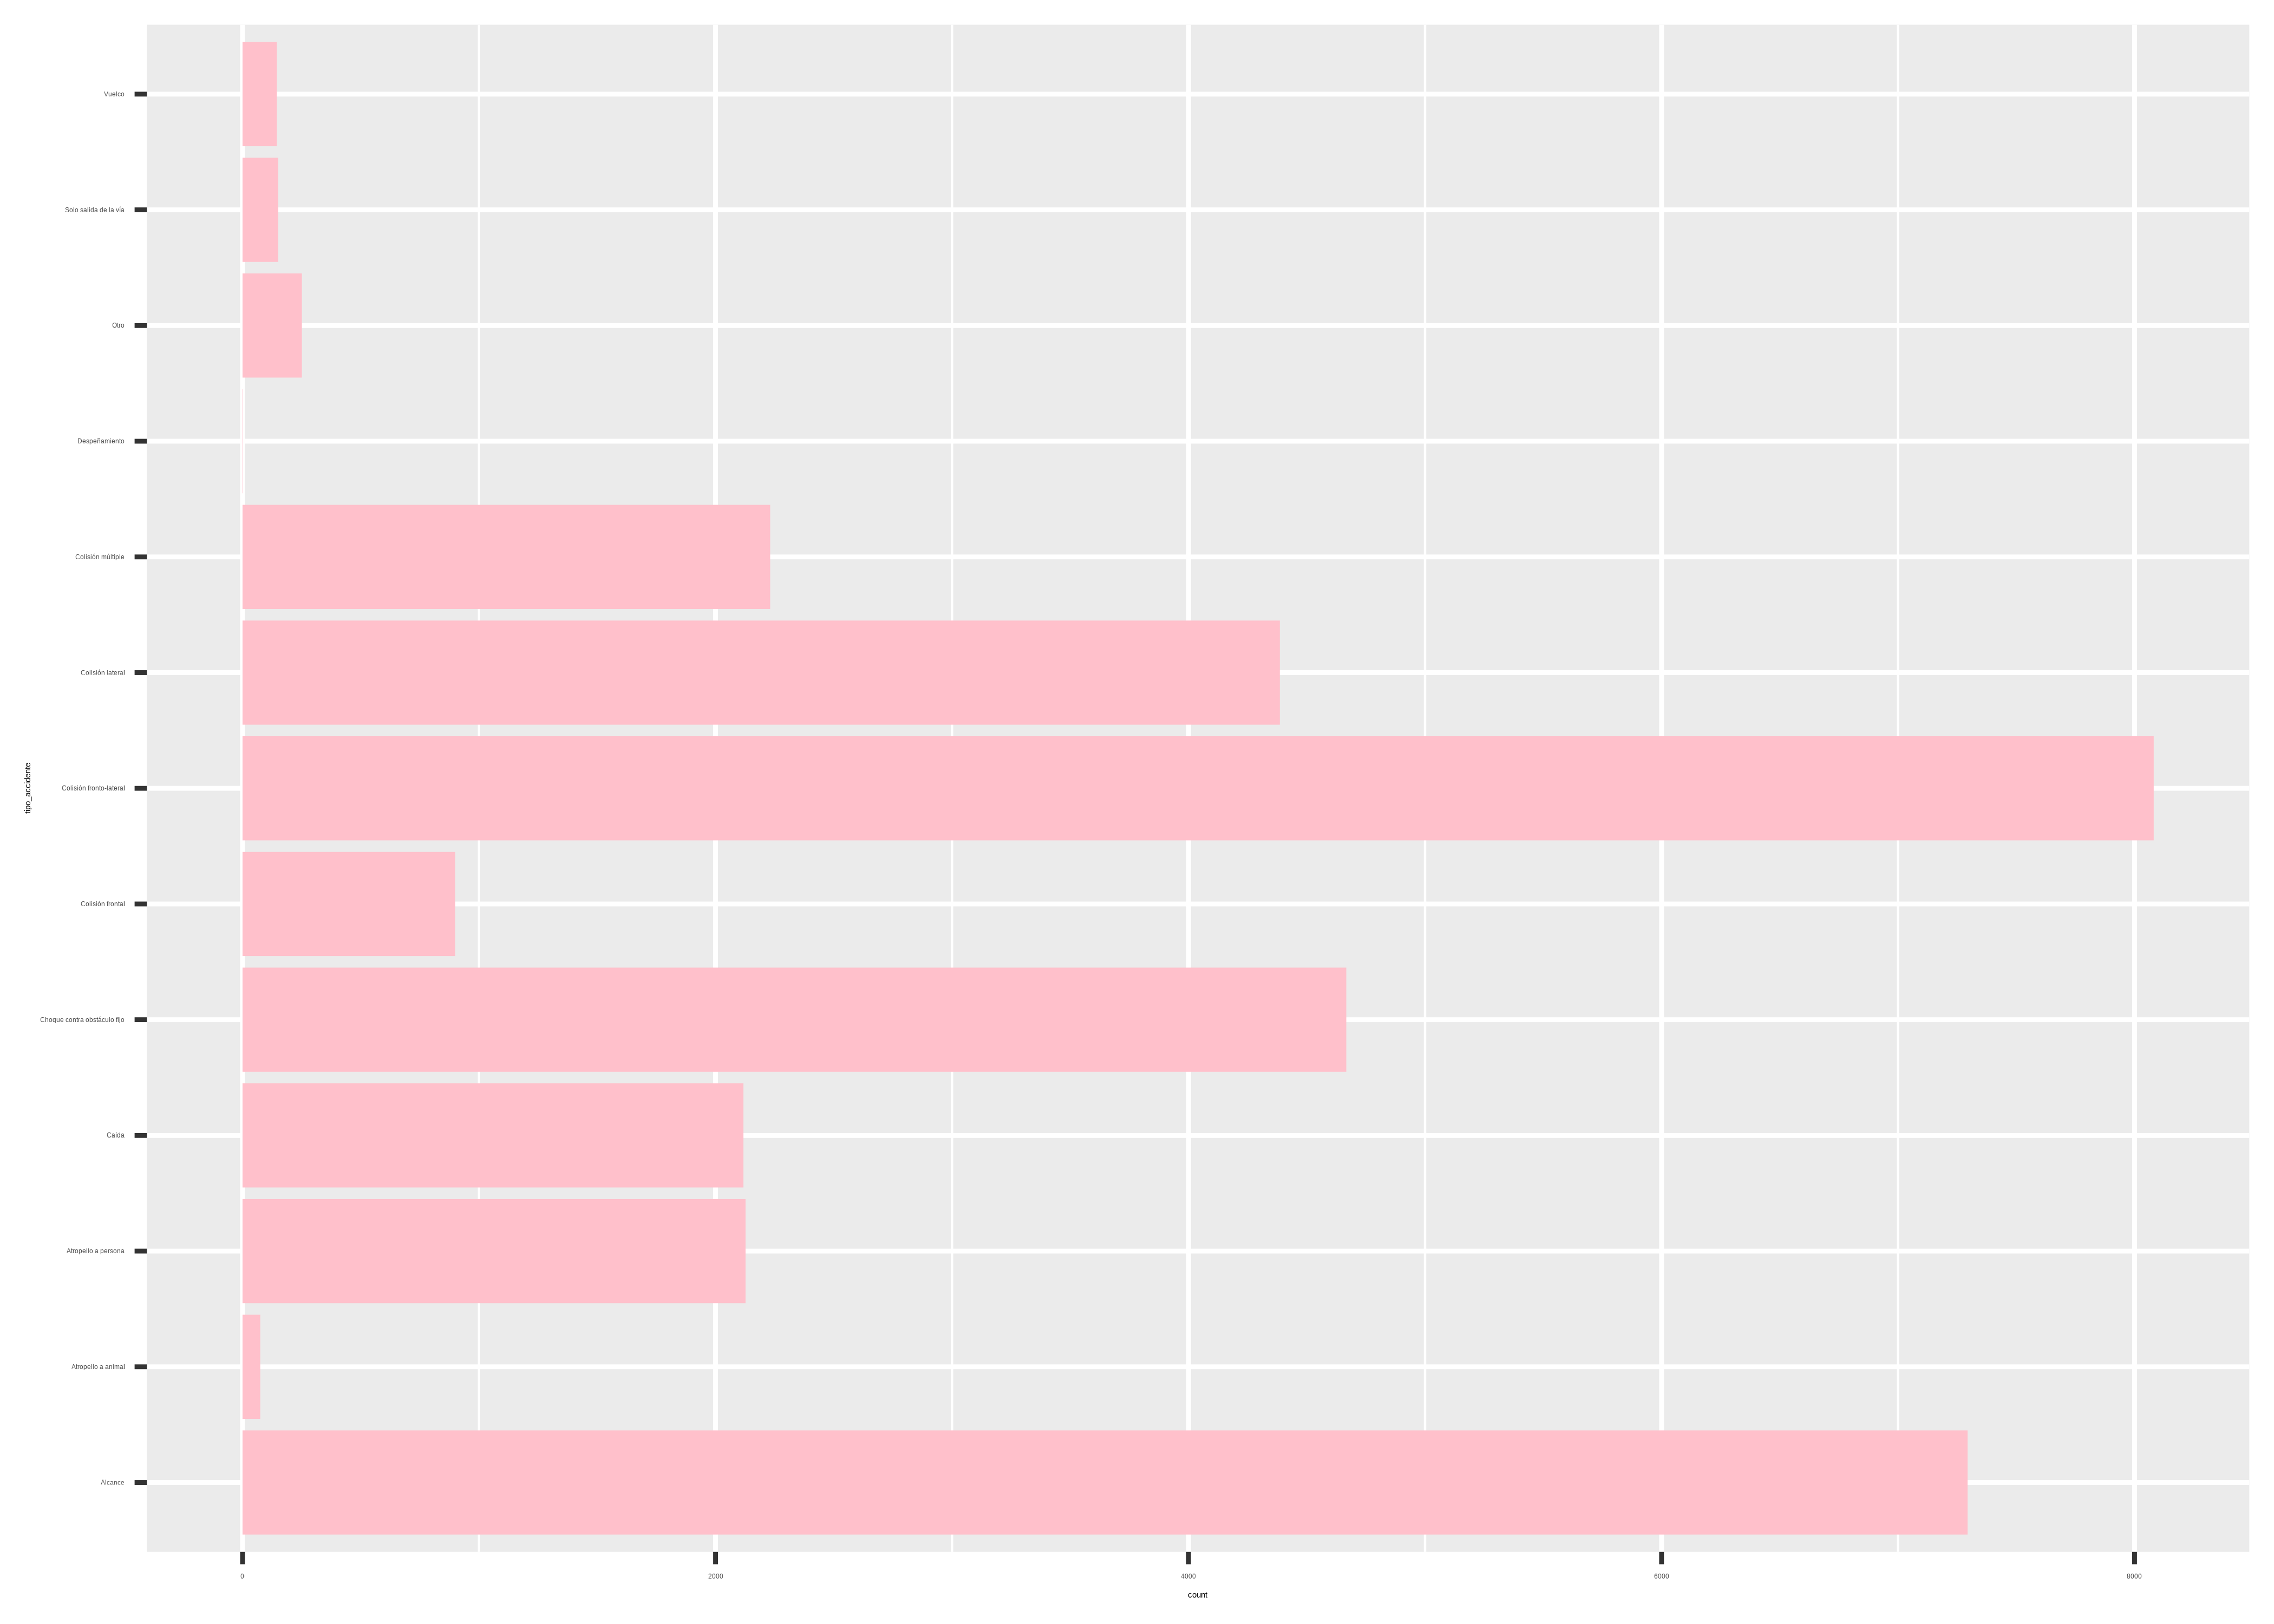 Vuelco
Solo salida de la vía
Otro
Despeñamiento
Colisión múltiple
Colisión lateral
Colisión fronto-lateral
Colisión frontal
Choque contra obstáculo fijo
Caída
Atropello a persona
Atropello a animal
Alcance
tipo_accidente
0 2000 4000 6000 8000
count